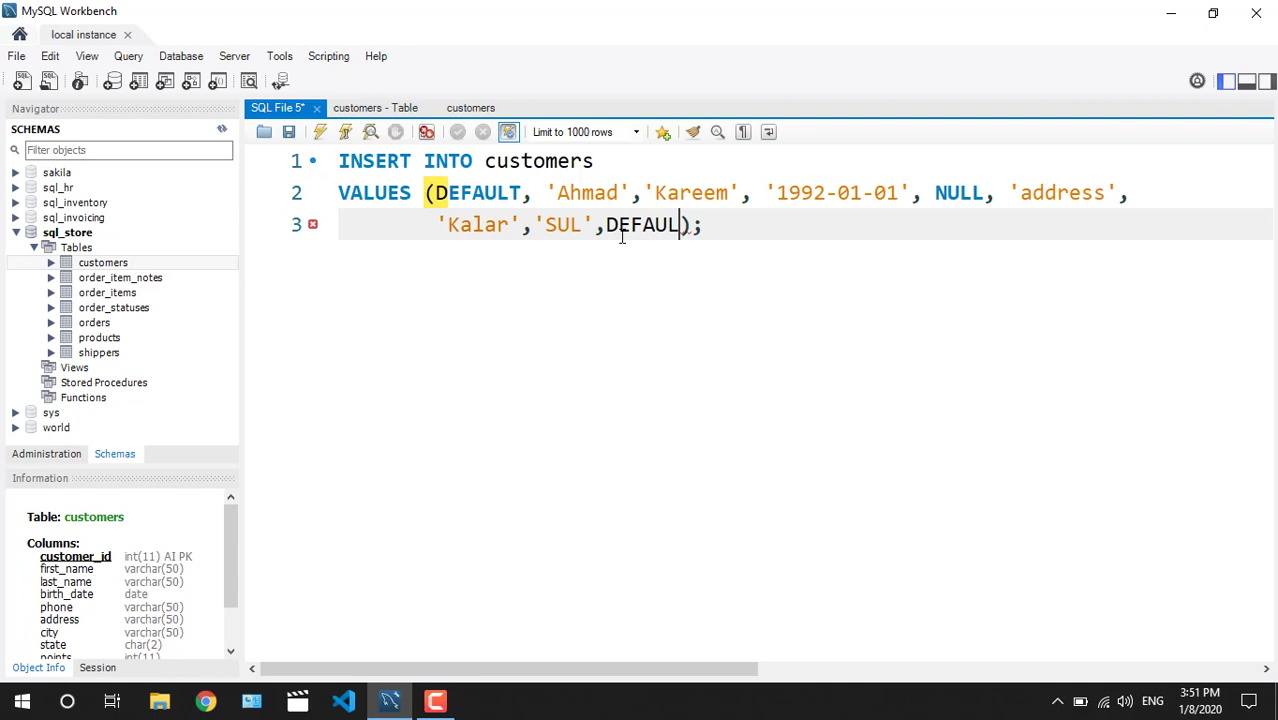 MySQL Workbench
local instance
File Edit View Query Database Server Tools Scripting Help
Navigator
SCHEMAS
Filter objects
sakila
sql_hr
sql_inventory
sql_invoicing
sql_store
Tables
customers
order_item_notes
order_items
order_statuses
orders
products
shippers
Views
Stored Procedures
Functions
sys
world
Administration Schemas
Information
Table: customers
Columns:
customer_id int(11) AI PK
first_name varchar(50)
last_name varchar(50)
birth_date date
phone varchar(50)
address varchar(50)
city varchar(50)
state char(2)
points int(11)
Object Info Session
SQL File 5* customers - Table customers
Limit to 1000 rows
1 INSERT INTO customers
2 VALUES (DEFAULT, 'Ahmad','Kareem', '1992-01-01', NULL, 'address',
3 'Kalar','SUL',DEFAUL);
ENG
3:51 PM
1/8/2020